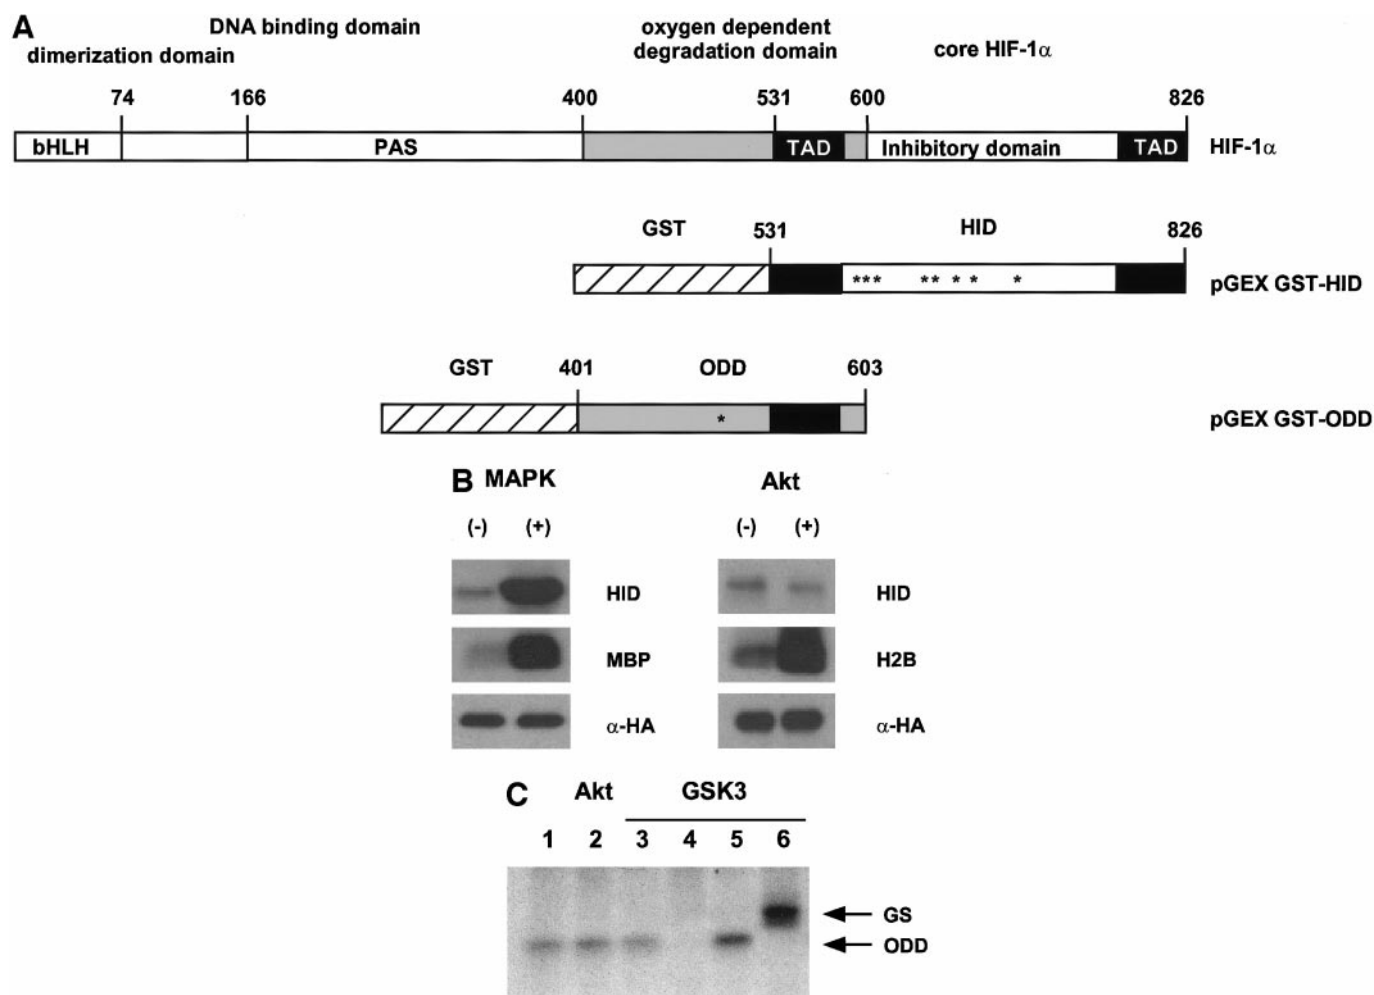 A
DNA binding domain
oxygen dependent
degradation domain
dimerization domain
core HIF-1α
74 166 400 531 600 826
bHLH PAS TAD Inhibitory domain TAD HIF-1α
GST 531 HID 826
*** ** * * *
pGEX GST-HID
GST 401 ODD 603
*
pGEX GST-ODD
B MAPK Akt
(-) (+) (-) (+)
HID HID
MBP H2B
α-HA α-HA
C Akt GSK3
1 2 3 4 5 6
GS
ODD